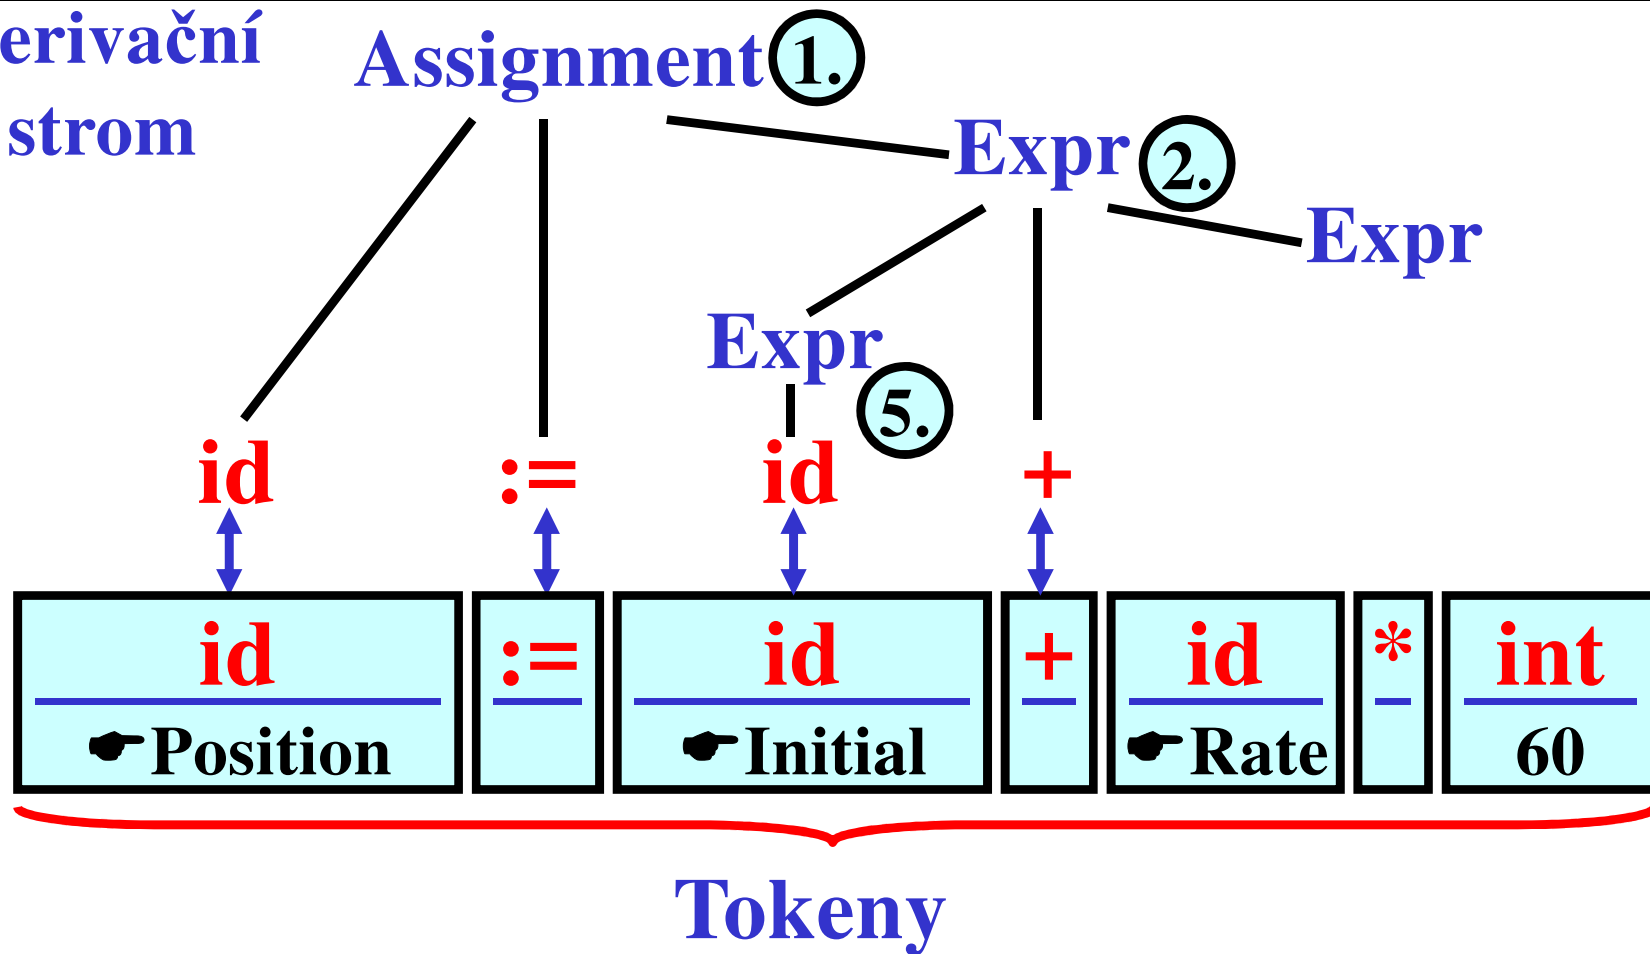 erivační
strom
Assignment 1.
Expr 2.
Expr
Expr
5.
id := id +
id := id + id * int
☛Position ☛Initial ☛Rate 60
Tokeny